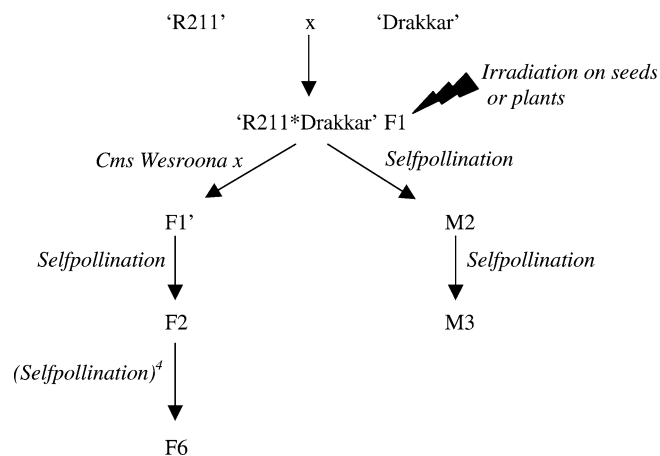 ‘R211’ x ‘Drakkar’
Irradiation on seeds
or plants
‘R211*Drakkar’ F1
Cms Wesroona x Selfpollination
F1’ M2
Selfpollination Selfpollination
F2 M3
(Selfpollination)⁴
F6